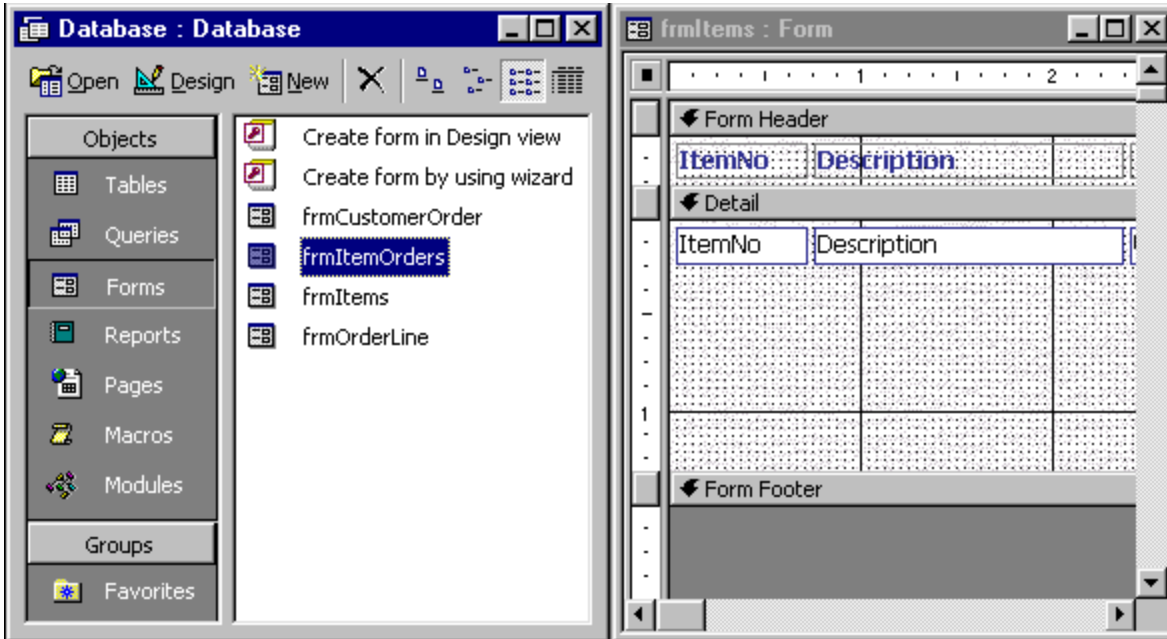 Database : Database
Open Design New
Objects
Tables
Queries
Forms
Reports
Pages
Macros
Modules
Groups
Favorites
Create form in Design view
Create form by using wizard
frmCustomerOrder
frmItemOrders
frmItems
frmOrderLine
frmItems : Form
1 2
Form Header
ItemNo Description
Detail
ItemNo Description
1
Form Footer